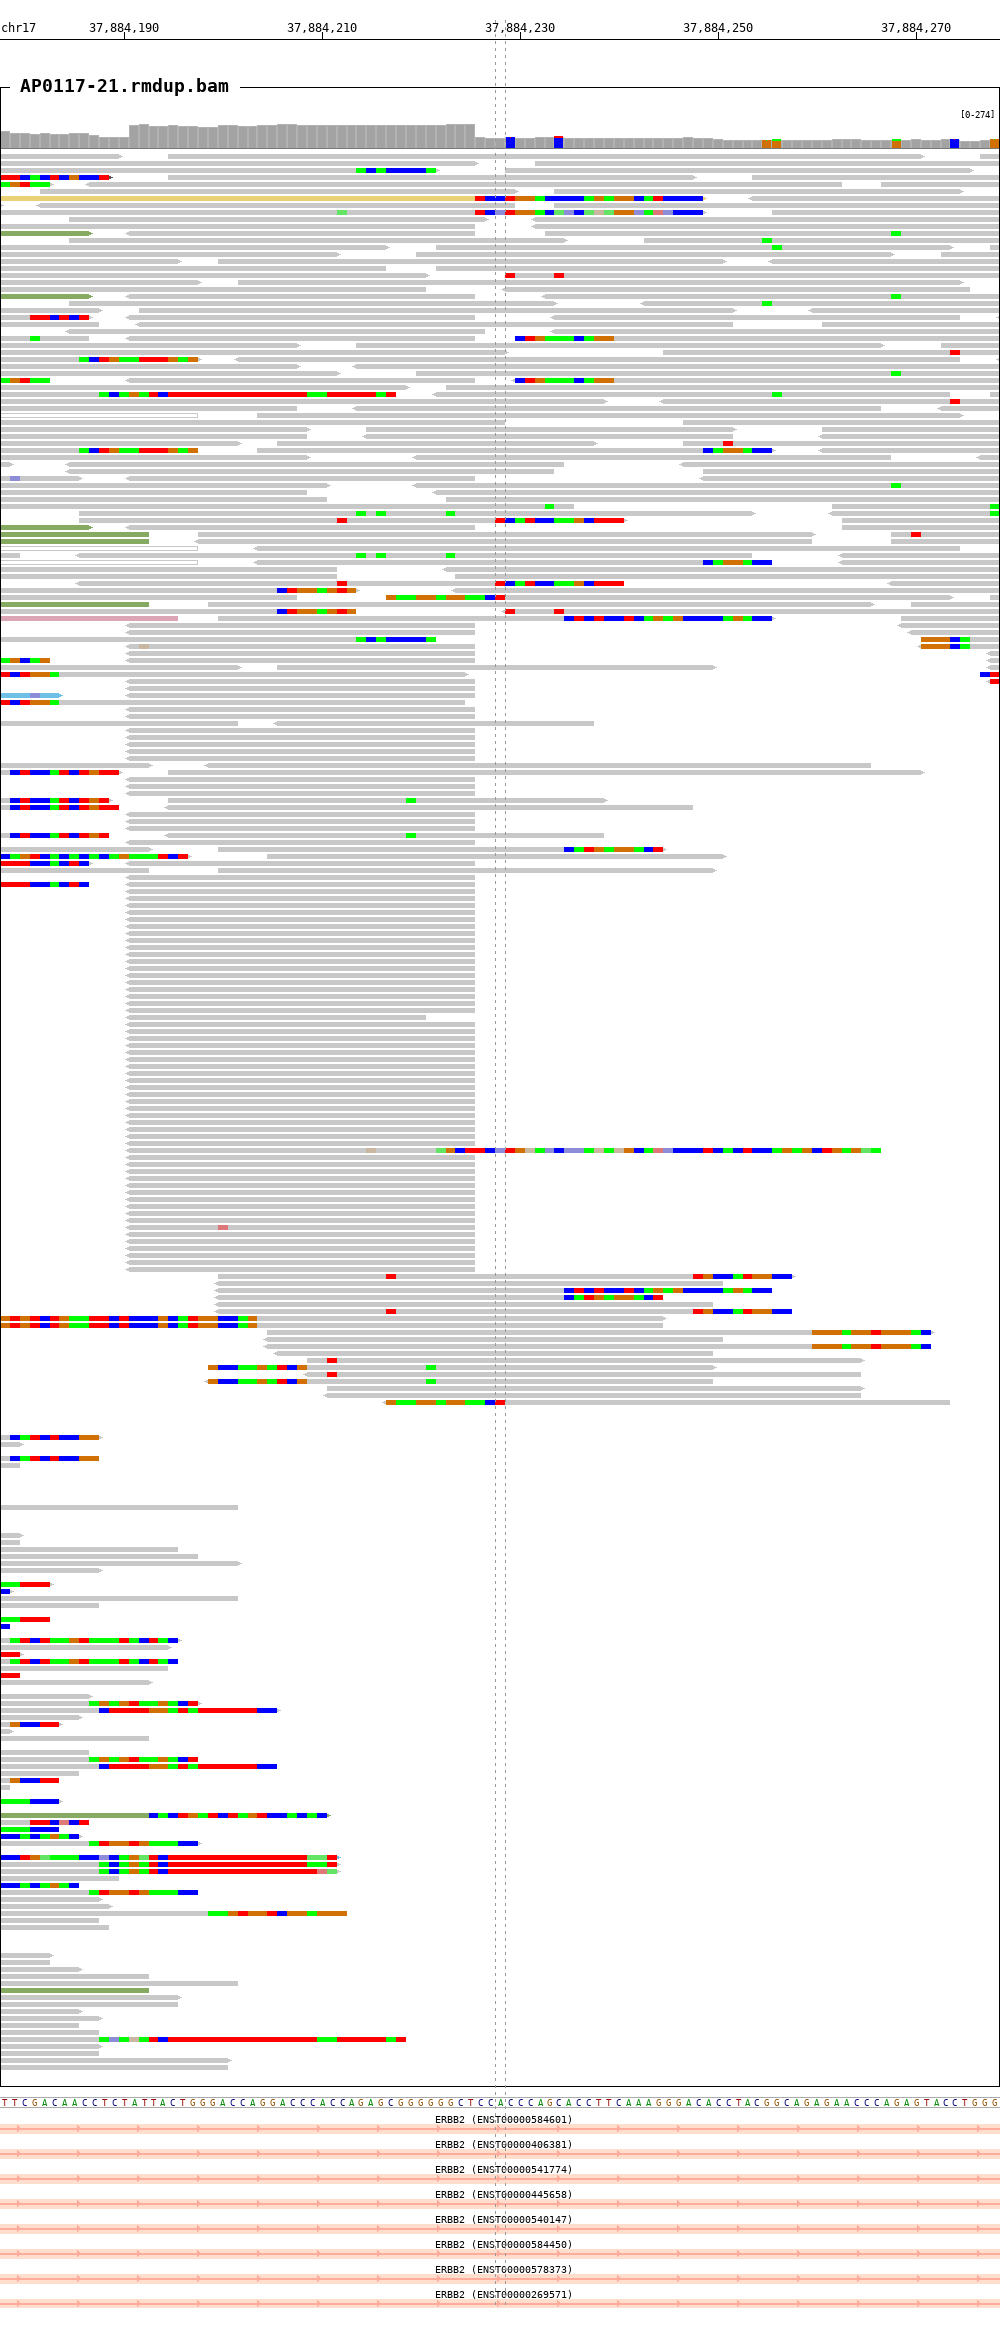 chr17 37,884,190 37,884,210 37,884,230 37,884,250 37,884,270
AP0117-21.rmdup.bam
[0-274]
TTCGACAACCTCTATTACTGGGACCAGGACCCACCAGAGCGGGGGGCTCCACCCAGCACCTTCAAAGGGACACCTACGGCAGAGAACCCAGAGTACCTGGG
ERBB2 (ENST00000584601)
ERBB2 (ENST00000406381)
ERBB2 (ENST00000541774)
ERBB2 (ENST00000445658)
ERBB2 (ENST00000540147)
ERBB2 (ENST00000584450)
ERBB2 (ENST00000578373)
ERBB2 (ENST00000269571)